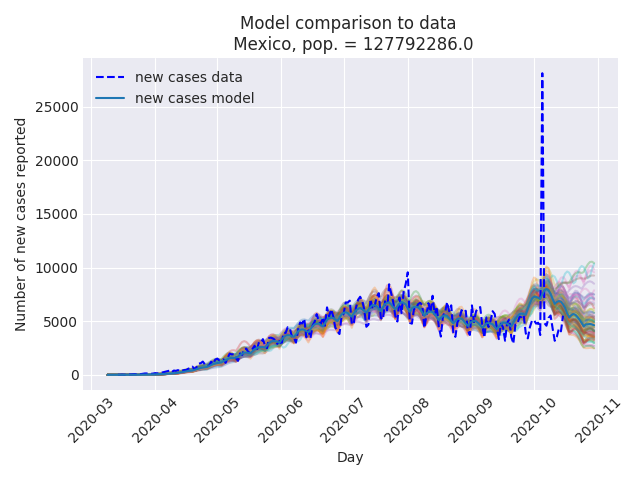 Model comparison to data
Mexico, pop. = 127792286.0
new cases data
new cases model
Number of new cases reported
25000
20000
15000
10000
5000
0
2020-03
2020-04
2020-05
2020-06
2020-07
2020-08
2020-09
2020-10
2020-11
Day